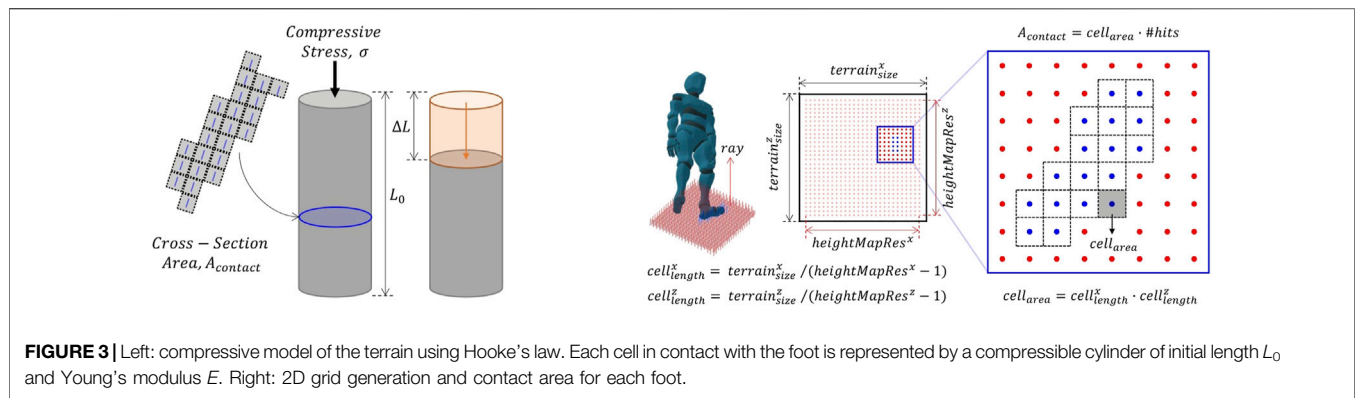 Compressive
Stress, σ
ΔL
L₀
Cross − Section
Area, A_contact
ray
terrain^x_size
terrain^z_size
heightMapRes^z
heightMapRes^x
cell^x_length = terrain^x_size /(heightMapRes^x − 1)
cell^z_length = terrain^z_size /(heightMapRes^z − 1)
A_contact = cell_area · #hits
cell_area
cell_area = cell^x_length · cell^z_length
FIGURE 3 | Left: compressive model of the terrain using Hooke’s law. Each cell in contact with the foot is represented by a compressible cylinder of initial length L₀
and Young’s modulus E. Right: 2D grid generation and contact area for each foot.